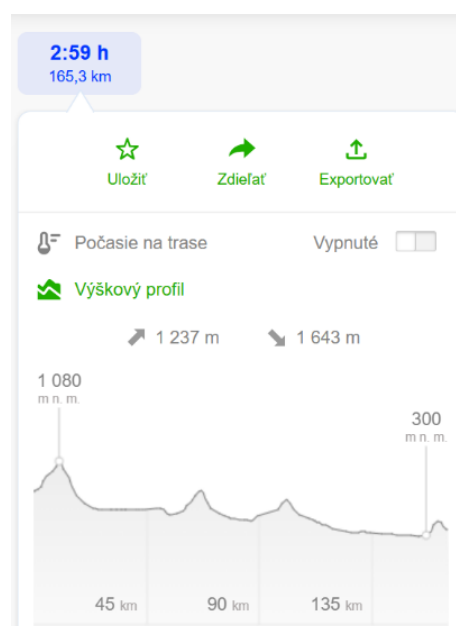 2:59 h
165,3 km
Uložiť Zdieľať Exportovať
Počasie na trase Vypnuté
Výškový profil
1 237 m 1 643 m
1 080
m n. m.
300
m n. m.
45 km 90 km 135 km